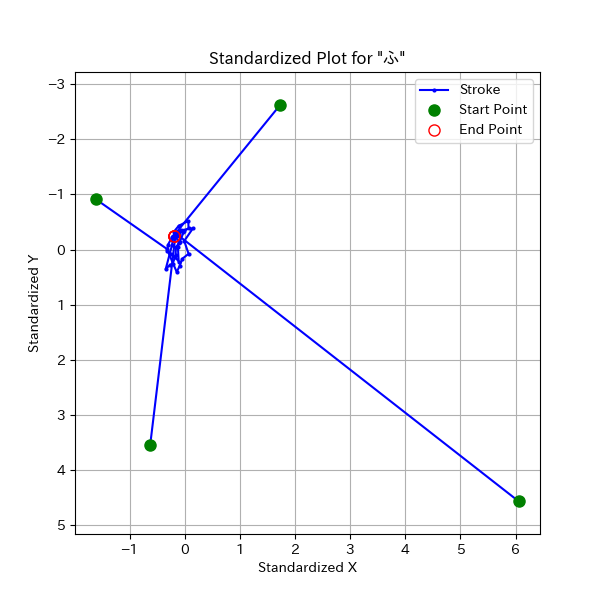 Standardized Plot for "ふ"
Stroke
Start Point
End Point
−3
−2
−1
0
1
2
3
4
5
Standardized Y
−1 0 1 2 3 4 5 6
Standardized X